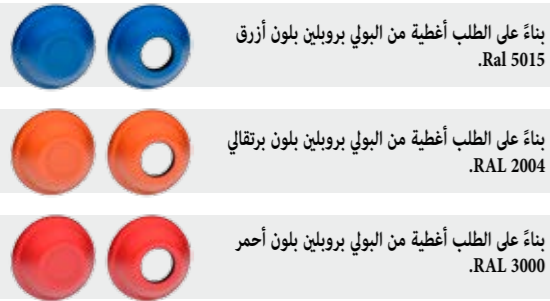 بناءً على الطلب أغطية من البولي بروبلين بلون أزرق
Ral 5015.
بناءً على الطلب أغطية من البولي بروبلين بلون برتقالي
RAL 2004.
بناءً على الطلب أغطية من البولي بروبلين بلون أحمر
RAL 3000.